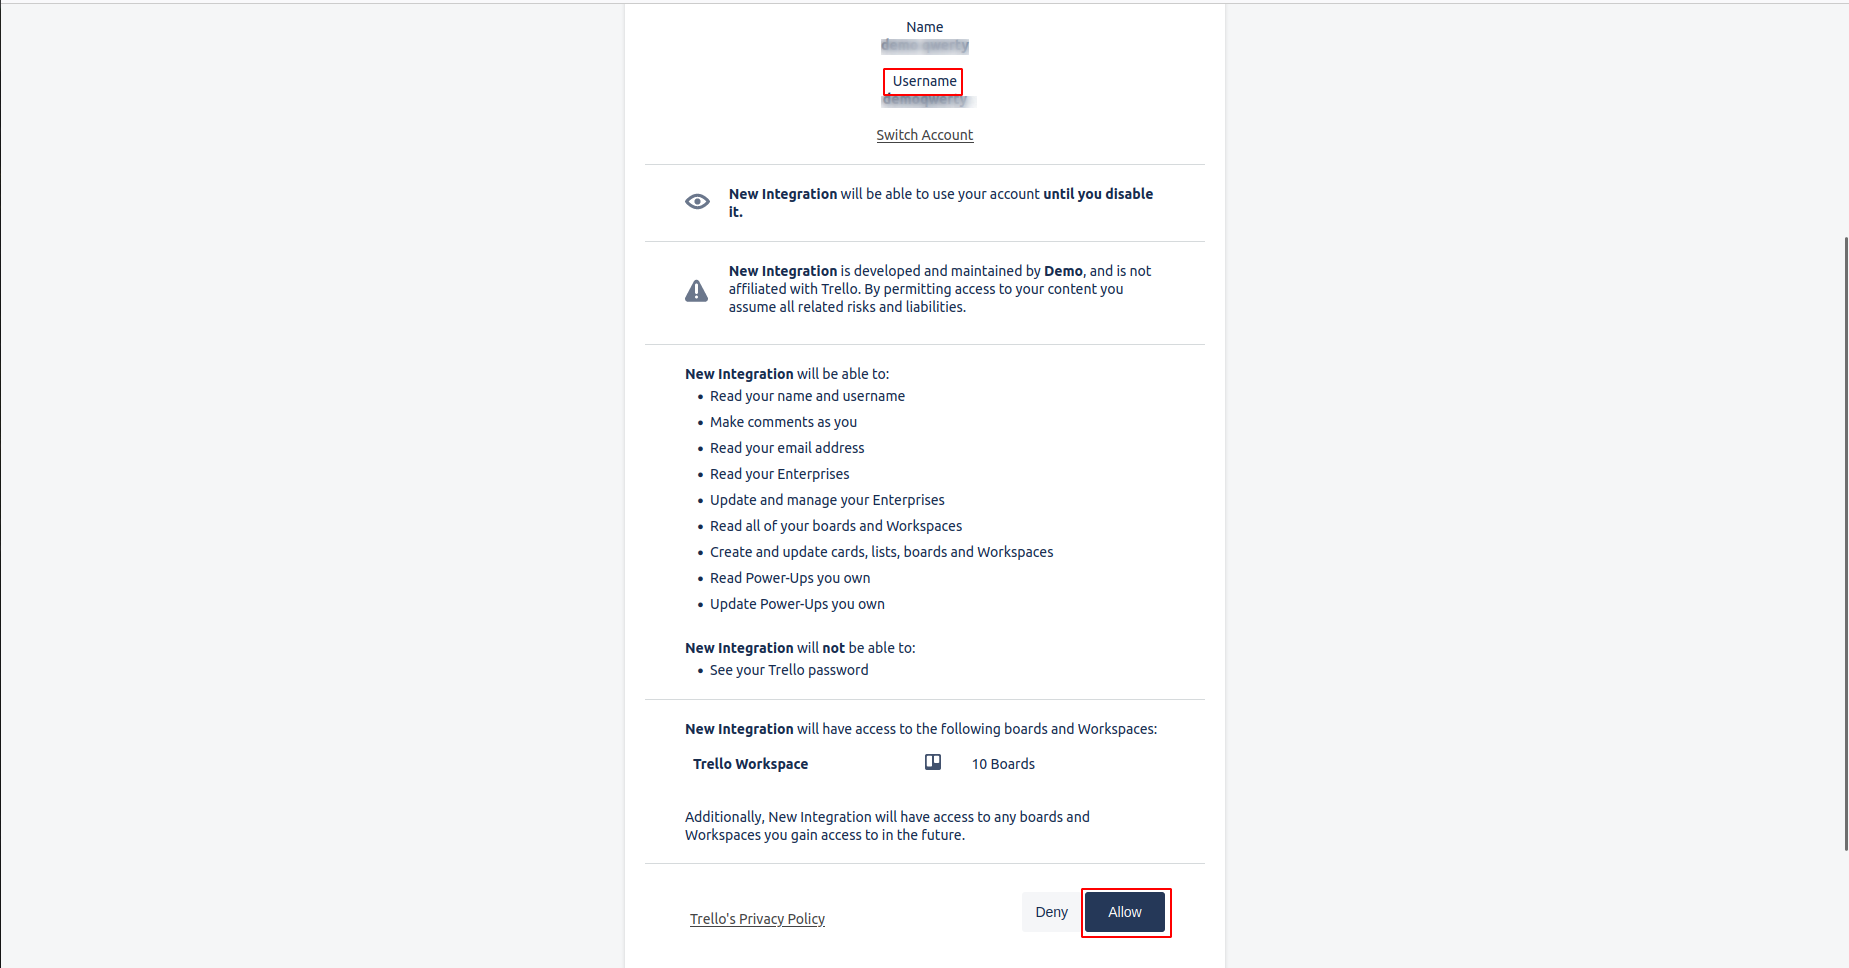 Name
demo qwerty
Username
demoqwerty
Switch Account
New Integration will be able to use your account until you disable
it.
New Integration is developed and maintained by Demo, and is not
affiliated with Trello. By permitting access to your content you
assume all related risks and liabilities.
New Integration will be able to:
• Read your name and username
• Make comments as you
• Read your email address
• Read your Enterprises
• Update and manage your Enterprises
• Read all of your boards and Workspaces
• Create and update cards, lists, boards and Workspaces
• Read Power-Ups you own
• Update Power-Ups you own
New Integration will not be able to:
• See your Trello password
New Integration will have access to the following boards and Workspaces:
Trello Workspace 10 Boards
Additionally, New Integration will have access to any boards and
Workspaces you gain access to in the future.
Trello's Privacy Policy
Deny Allow